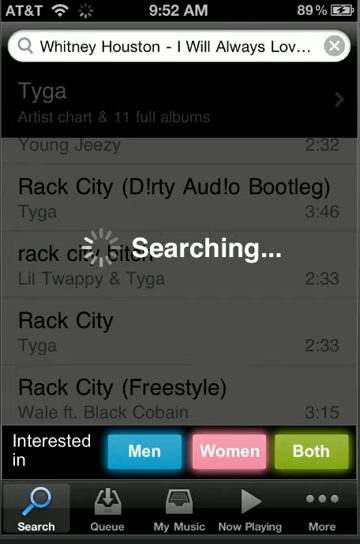 AT&T 9:52 AM 89%
Whitney Houston - I Will Always Lov...
Tyga
Artist chart & 11 full albums
Young Jeezy 2:32
Rack City (D!rty Aud!o Bootleg)
Tyga 3:46
rack city bitch
Searching...
Lil Twappy & Tyga 2:33
Rack City
Tyga 2:33
Rack City (Freestyle)
Wale ft. Black Cobain 3:15
Interested
in
Men Women Both
Search Queue My Music Now Playing More